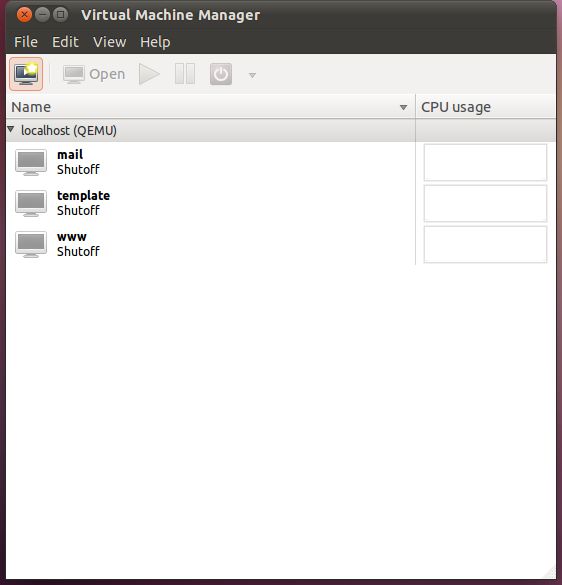 Virtual Machine Manager
File Edit View Help
Open
Name CPU usage
localhost (QEMU)
mail
Shutoff
template
Shutoff
www
Shutoff